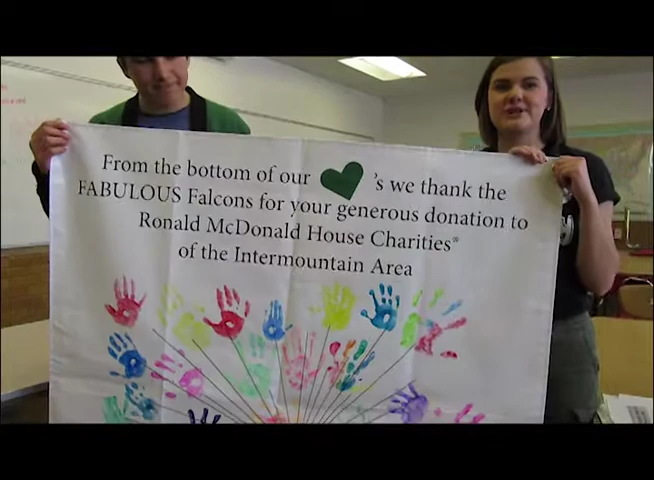 From the bottom of our 's we thank the
FABULOUS Falcons for your generous donation to
Ronald McDonald House Charities®
of the Intermountain Area